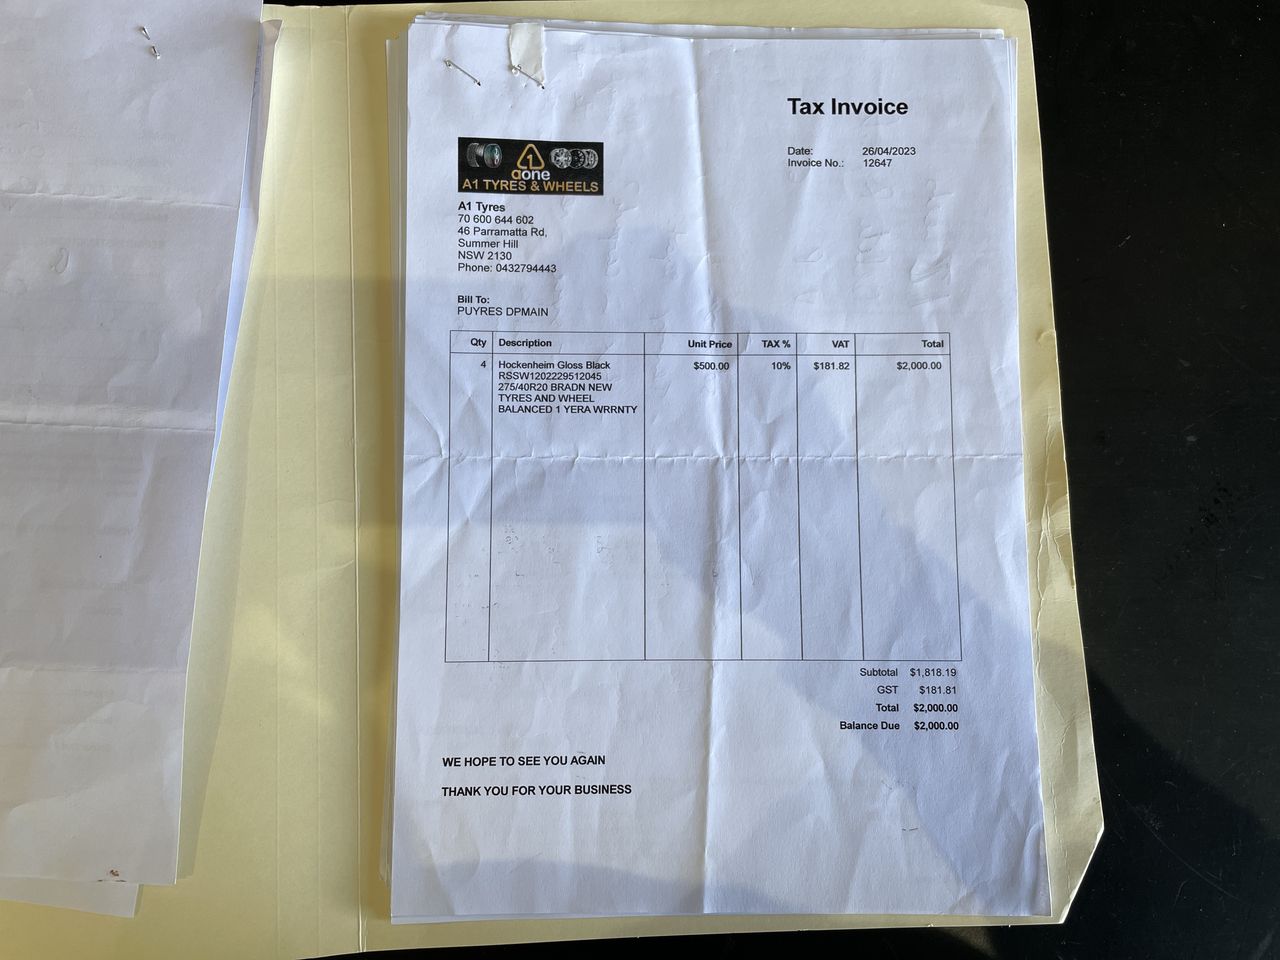 Tax Invoice
Date: 26/04/2023
Invoice No.: 12647
1
aone
A1 TYRES & WHEELS
A1 Tyres
70 600 644 602
46 Parramatta Rd,
Summer Hill
NSW 2130
Phone: 0432794443
Bill To:
PUYRES DPMAIN
Qty Description Unit Price TAX % VAT Total
4 Hockenheim Gloss Black $500.00 10% $181.82 $2,000.00
RSSW1202229512045
275/40R20 BRADN NEW
TYRES AND WHEEL
BALANCED 1 YERA WRRNTY
Subtotal $1,818.19
GST $181.81
Total $2,000.00
Balance Due $2,000.00
WE HOPE TO SEE YOU AGAIN
THANK YOU FOR YOUR BUSINESS